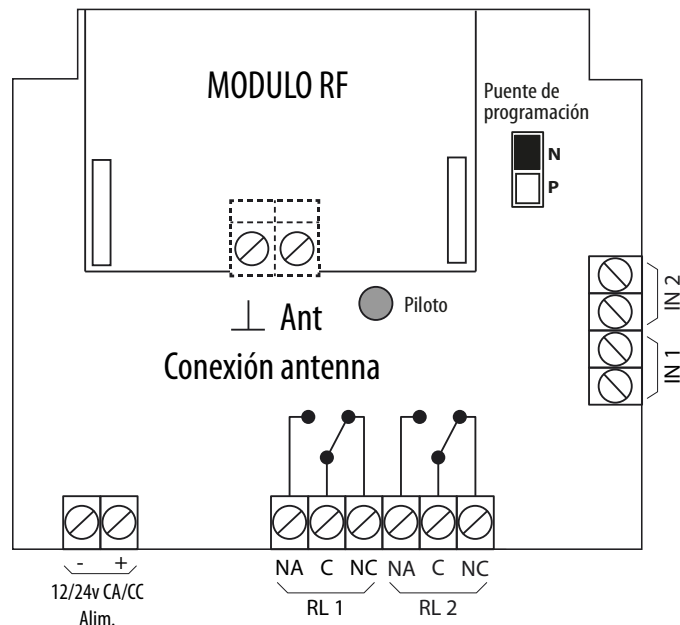 MODULO RF
Puente de
programación
N
P
⊥ Ant
Piloto
Conexión antenna
IN 2
IN 1
- +
12/24v CA/CC
Alim.
NA C NC NA C NC
RL 1 RL 2